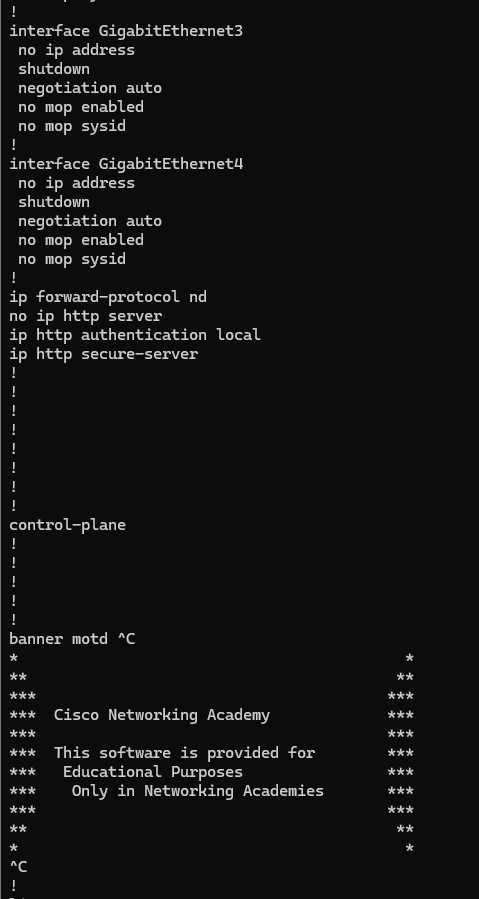 !
interface GigabitEthernet3
 no ip address
 shutdown
 negotiation auto
 no mop enabled
 no mop sysid
!
interface GigabitEthernet4
 no ip address
 shutdown
 negotiation auto
 no mop enabled
 no mop sysid
!
ip forward-protocol nd
no ip http server
ip http authentication local
ip http secure-server
!
!
!
!
!
!
!
!
control-plane
!
!
!
!
!
banner motd ^C
*                                           *
**                                         **
***                                       ***
***  Cisco Networking Academy             ***
***                                       ***
***  This software is provided for        ***
***   Educational Purposes                ***
***    Only in Networking Academies       ***
***                                       ***
**                                         **
*                                           *
^C
!